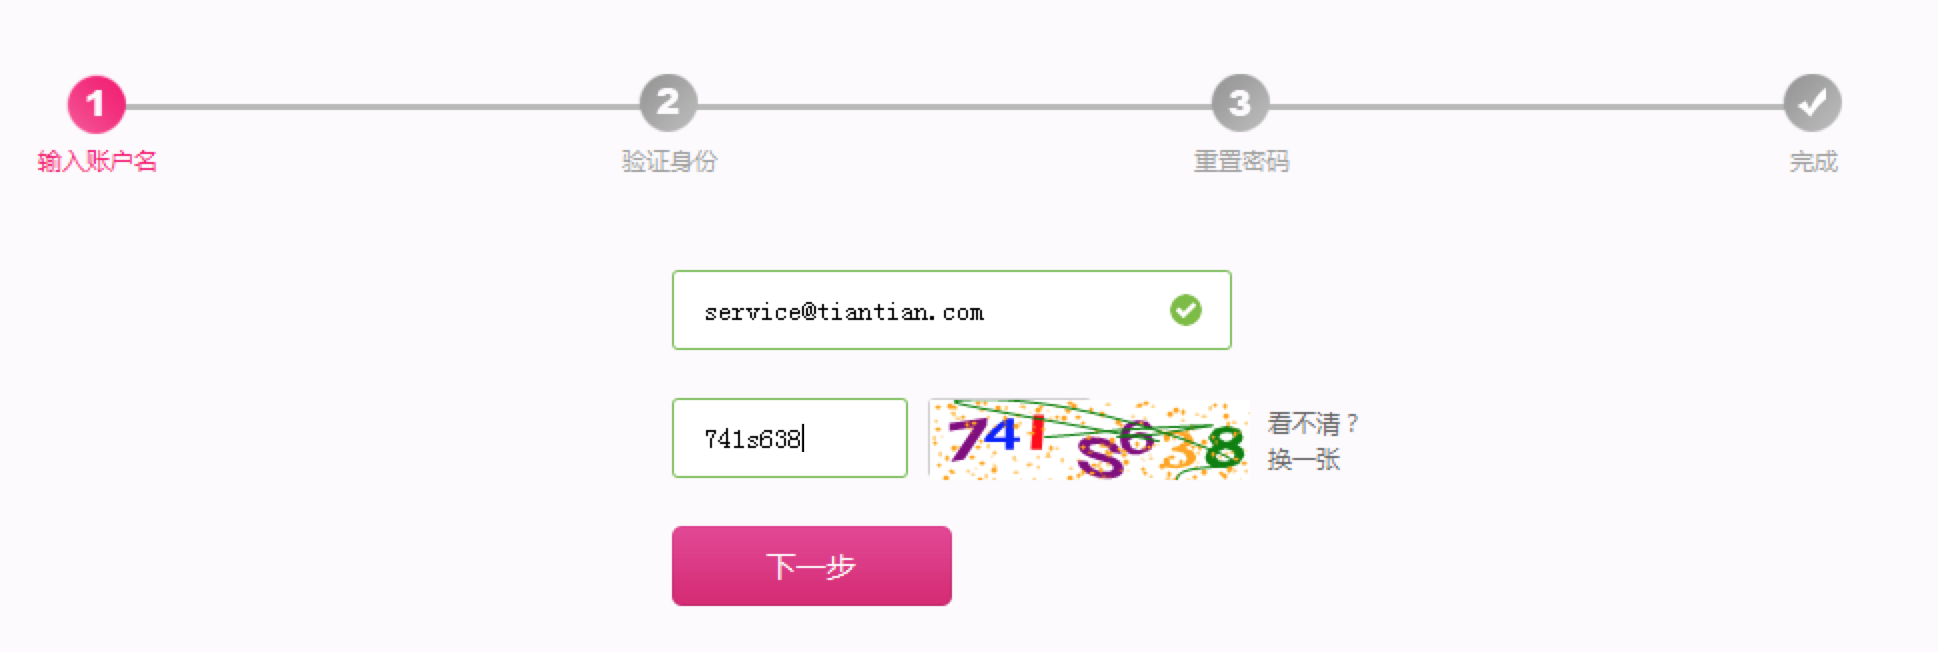 1 2 3
输入账户名 验证身份 重置密码 完成
service@tiantian.com
741s638 741S638 看不清？
换一张
下一步